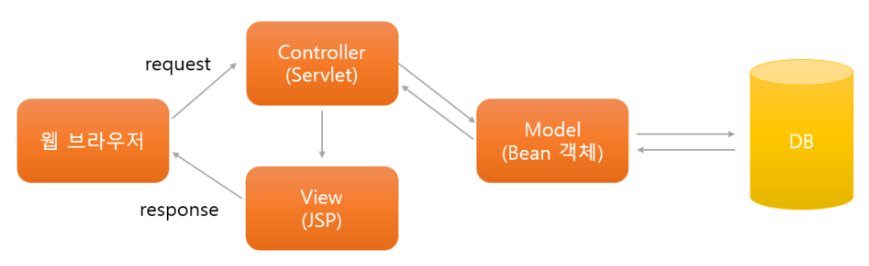 request
Controller
(Servlet)
웹 브라우저
Model
(Bean 객체)
DB
View
(JSP)
response